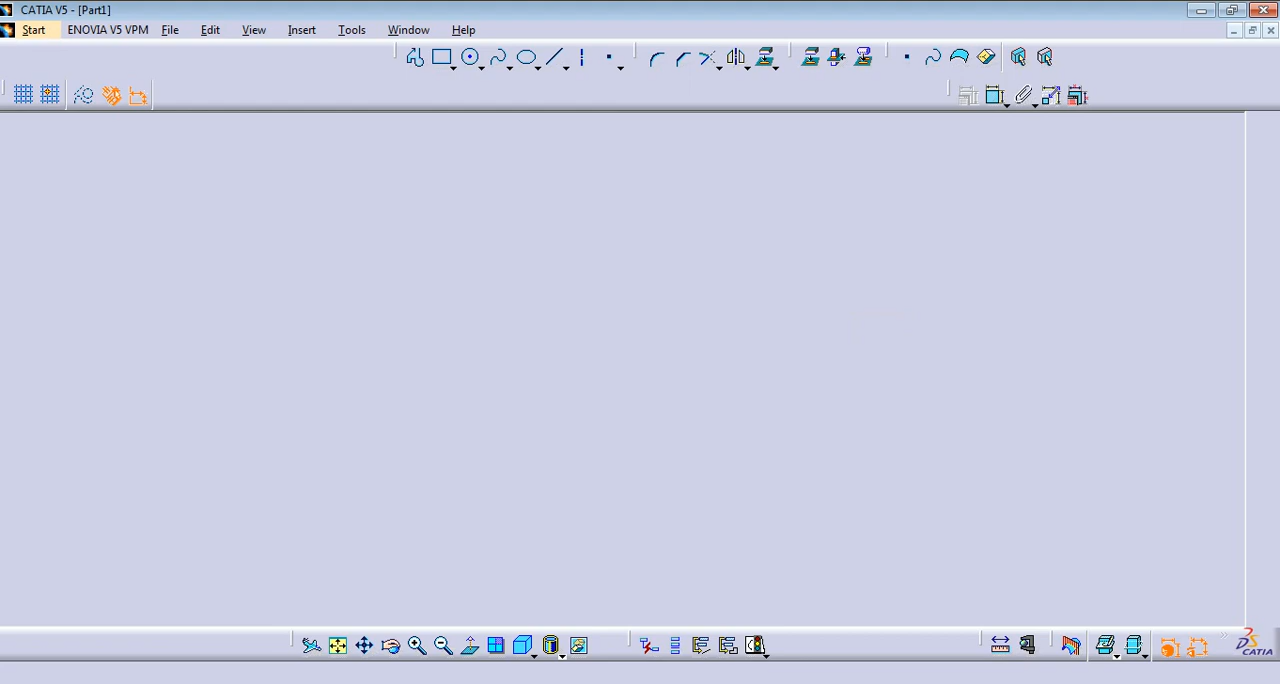 CATIA V5 - [Part1]
Start ENOVIA V5 VPM File Edit View Insert Tools Window Help
CATIA